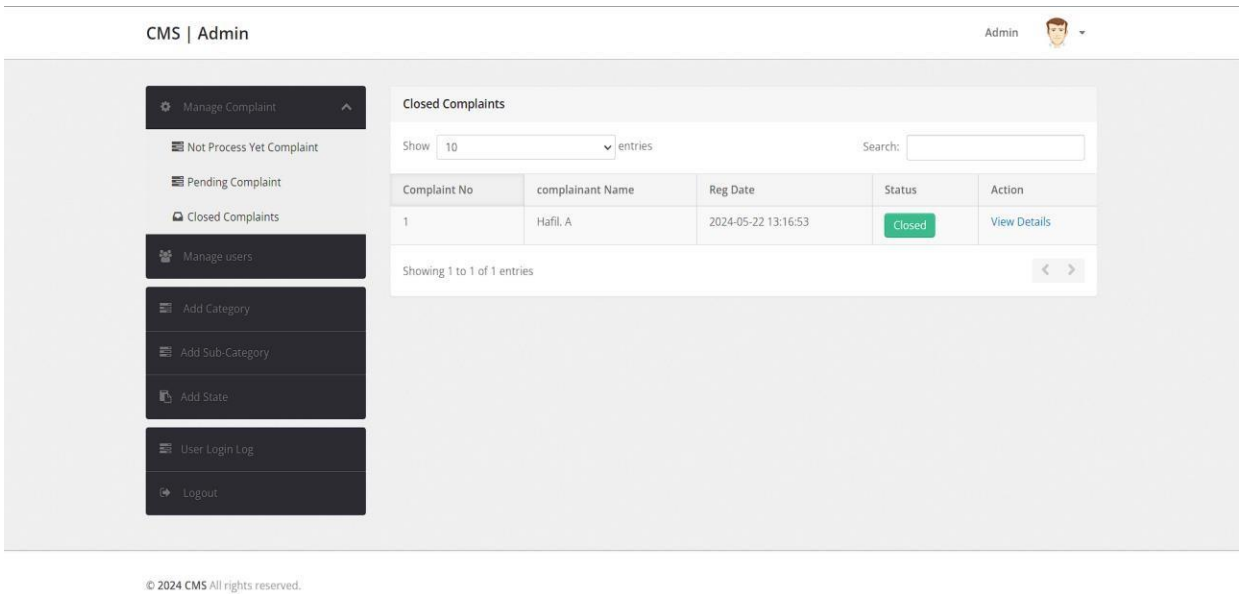 CMS | Admin
Admin
Manage Complaint
Not Process Yet Complaint
Pending Complaint
Closed Complaints
Manage users
Add Category
Add Sub-Category
Add State
User Login Log
Logout
Closed Complaints
Show 10 entries
Search:
Complaint No complainant Name Reg Date Status Action
1 Hafil. A 2024-05-22 13:16:53 Closed View Details
Showing 1 to 1 of 1 entries
© 2024 CMS All rights reserved.